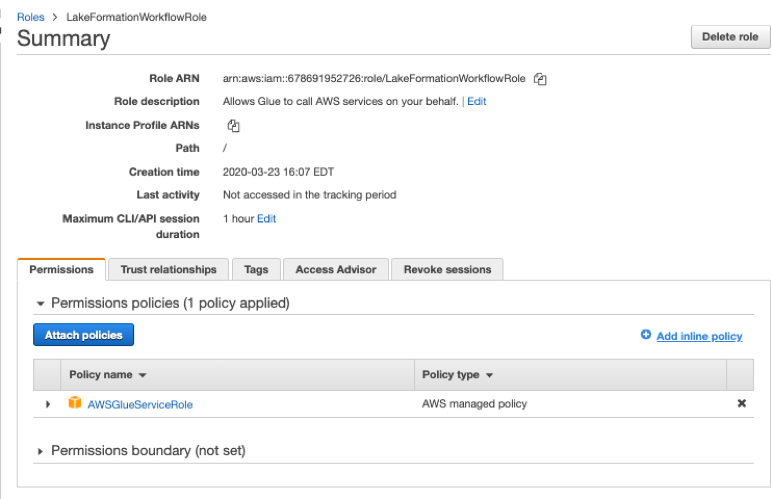 Roles > LakeFormationWorkflowRole
Summary
Delete role
Role ARN arn:aws:iam::678691952726:role/LakeFormationWorkflowRole
Role description Allows Glue to call AWS services on your behalf. | Edit
Instance Profile ARNs
Path /
Creation time 2020-03-23 16:07 EDT
Last activity Not accessed in the tracking period
Maximum CLI/API session 1 hour Edit
duration
Permissions Trust relationships Tags Access Advisor Revoke sessions
Permissions policies (1 policy applied)
Attach policies Add inline policy
Policy name Policy type
AWSGlueServiceRole AWS managed policy
Permissions boundary (not set)